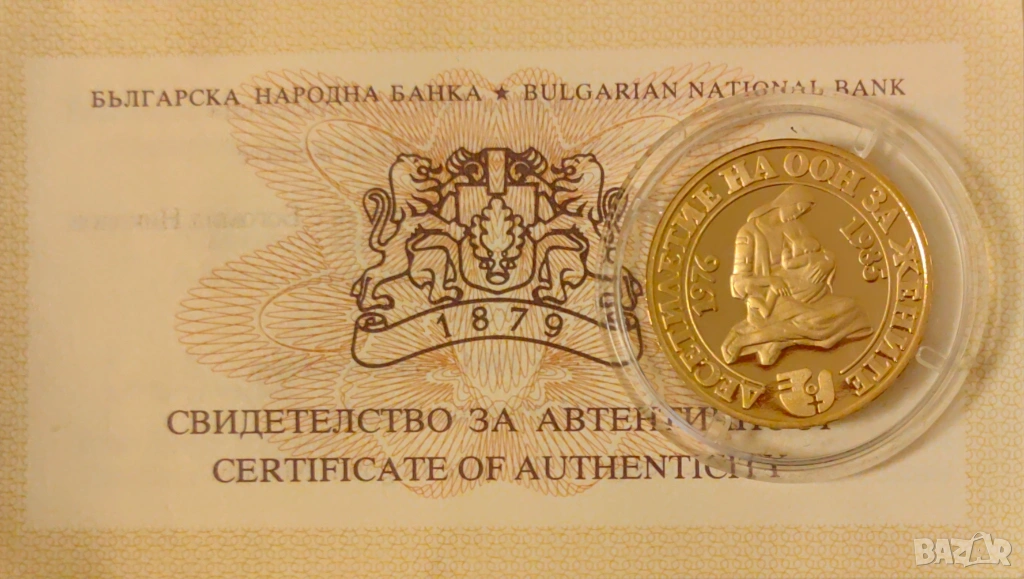 БЪЛГАРСКА НАРОДНА БАНКА ★ BULGARIAN NATIONAL BANK
1879
СВИДЕТЕЛСТВО ЗА
CERTIFICATE OF AUTHENTICITY
ДЕСЕТИЛЕТИЕ НА ООН ЗА ЖЕНИТЕ
1976
1985
BAZAR